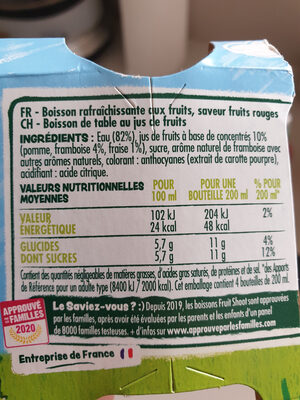 FR - Boisson rafraîchissante aux fruits, saveur fruits rouges
CH - Boisson de table au jus de fruits
INGRÉDIENTS : Eau (82%), jus de fruits à base de concentrés 10%
(pomme, framboise 4%, fraise 1%), sucre, arôme naturel de framboise avec
autres arômes naturels, colorant : anthocyanes (extrait de carotte pourpre),
acidifiant : acide citrique.
VALEURS NUTRITIONNELLES MOYENNES POUR 100 ml POUR UNE BOUTEILLE 200 ml % POUR 200 ml*
VALEUR ÉNERGÉTIQUE 102 kJ 24 kcal 204 kJ 48 kcal 2%
GLUCIDES 5,7 g 11 g 4%
DONT SUCRES 5,7 g 11 g 12%
Contient des quantités négligeables de matières grasses, d'acides gras saturés, de protéines et de sel. *des Apports
de Référence pour un adulte type (8400 kJ / 2000 kcal). Cet emballage contient 4 bouteilles de 200 ml.
APPROUVÉ PAR LES FAMILLES 2020
Le Saviez-vous ? :) Depuis 2019, les boissons Fruit Shoot sont approuvées
par les familles, après avoir été évaluées par les parents et les enfants d'un panel
de 8000 familles testeuses. + d'infos sur www.approuveparlesfamilles.com
Entreprise de France